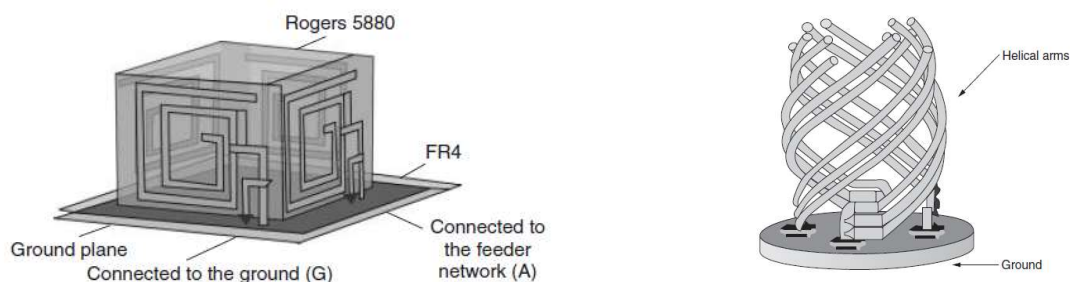 Rogers 5880
FR4
Ground plane
Connected to the ground (G)
Connected to
the feeder
network (A)
Helical arms
Ground